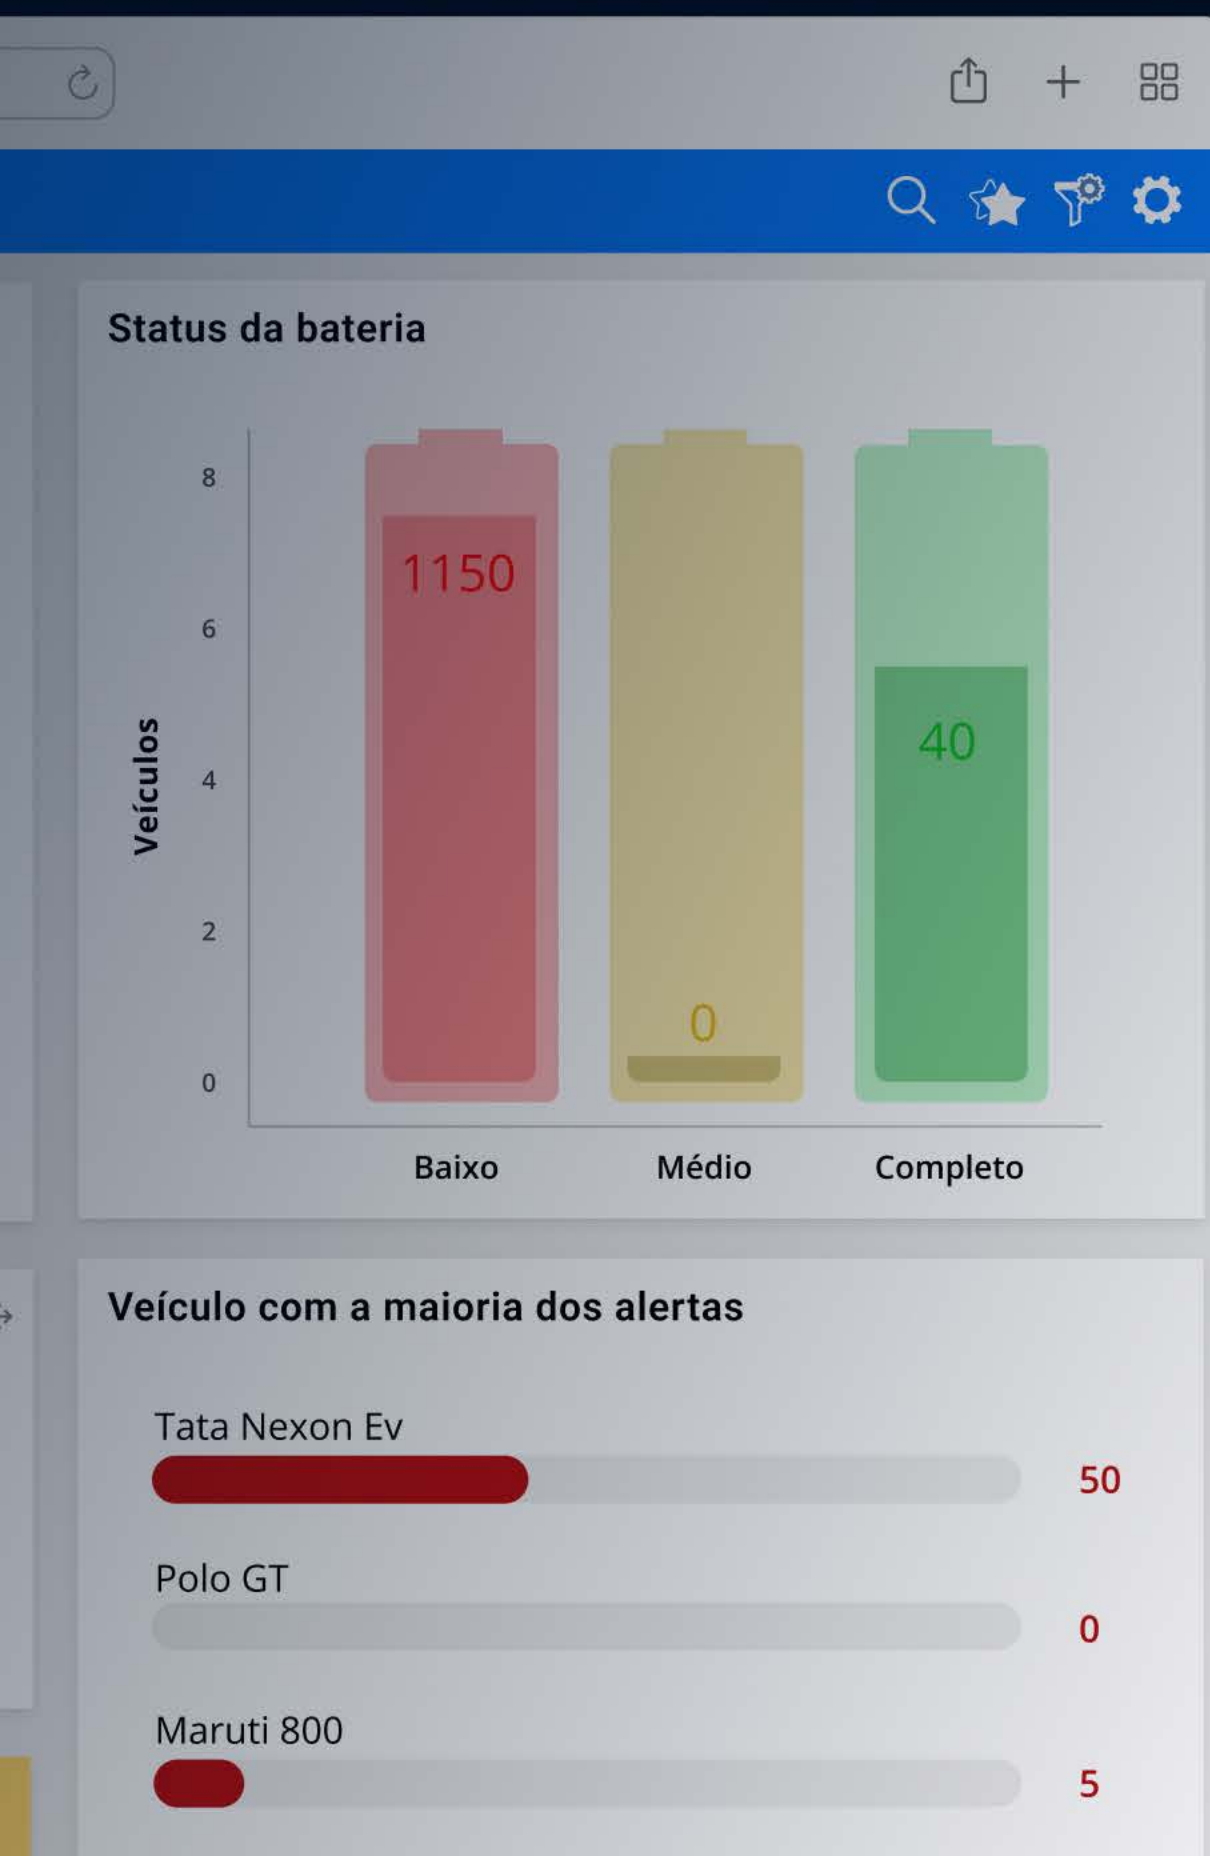 Status da bateria
8
6
4
2
0
Veículos
1150
0
40
Baixo Médio Completo
Veículo com a maioria dos alertas
Tata Nexon Ev
50
Polo GT
0
Maruti 800
5